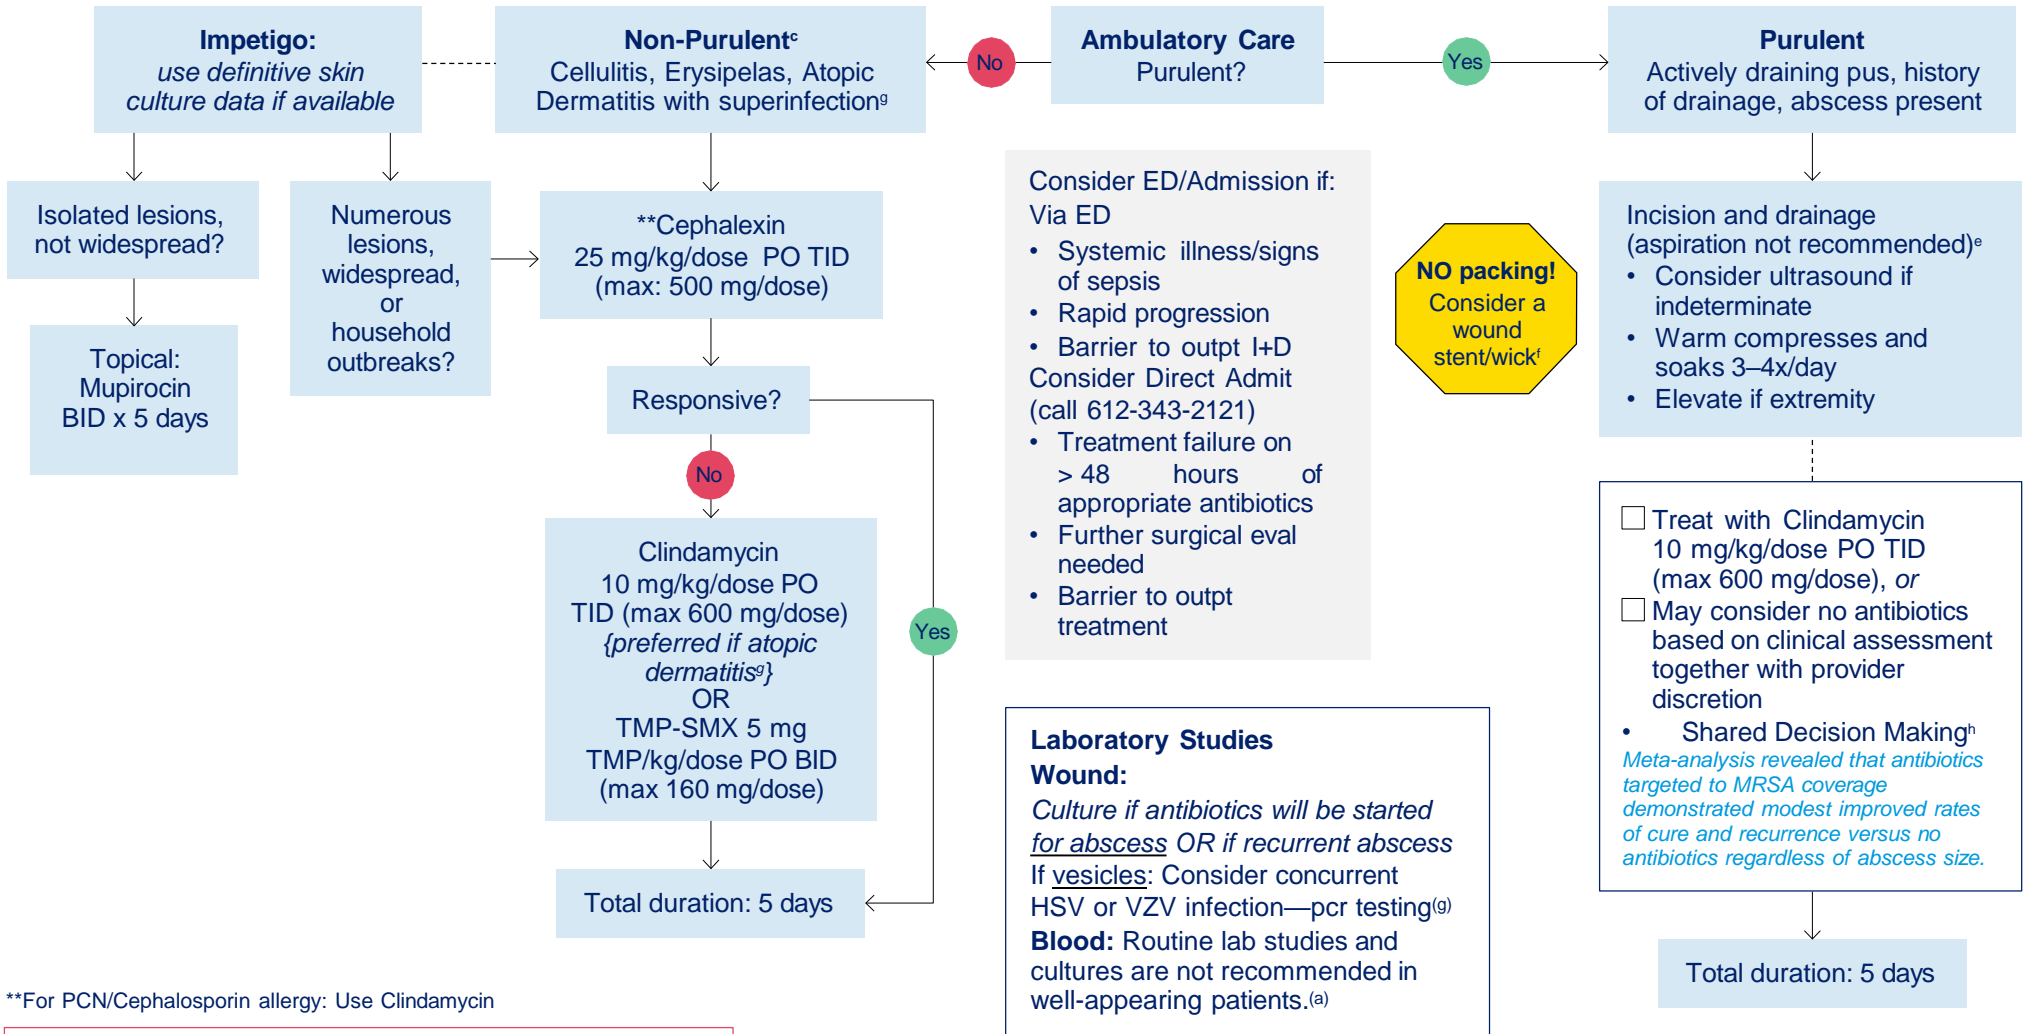 Impetigo:
use definitive skin
culture data if available
Non-Purulentᶜ
Cellulitis, Erysipelas, Atopic
Dermatitis with superinfectionᵍ
No
Ambulatory Care
Purulent?
Yes
Purulent
Actively draining pus, history
of drainage, abscess present
Isolated lesions,
not widespread?
Numerous
lesions,
widespread,
or
household
outbreaks?
**Cephalexin
25 mg/kg/dose PO TID
(max: 500 mg/dose)
Topical:
Mupirocin
BID x 5 days
Responsive?
No
Yes
Clindamycin
10 mg/kg/dose PO
TID (max 600 mg/dose)
{preferred if atopic
dermatitisᵍ}
OR
TMP-SMX 5 mg
TMP/kg/dose PO BID
(max 160 mg/dose)
Total duration: 5 days
Consider ED/Admission if:
Via ED
• Systemic illness/signs
of sepsis
• Rapid progression
• Barrier to outpt I+D
Consider Direct Admit
(call 612-343-2121)
• Treatment failure on
> 48 hours of
appropriate antibiotics
• Further surgical eval
needed
• Barrier to outpt
treatment
NO packing!
Consider a
wound
stent/wickᶠ
Incision and drainage
(aspiration not recommended)ᵉ
• Consider ultrasound if
indeterminate
• Warm compresses and
soaks 3–4x/day
• Elevate if extremity
Treat with Clindamycin
10 mg/kg/dose PO TID
(max 600 mg/dose), or
May consider no antibiotics
based on clinical assessment
together with provider
discretion
• Shared Decision Makingʰ
Meta-analysis revealed that antibiotics
targeted to MRSA coverage
demonstrated modest improved rates
of cure and recurrence versus no
antibiotics regardless of abscess size.
Total duration: 5 days
Laboratory Studies
Wound:
Culture if antibiotics will be started
for abscess OR if recurrent abscess
If vesicles: Consider concurrent
HSV or VZV infection—pcr testing(g)
Blood: Routine lab studies and
cultures are not recommended in
well-appearing patients.(a)
**For PCN/Cephalosporin allergy: Use Clindamycin